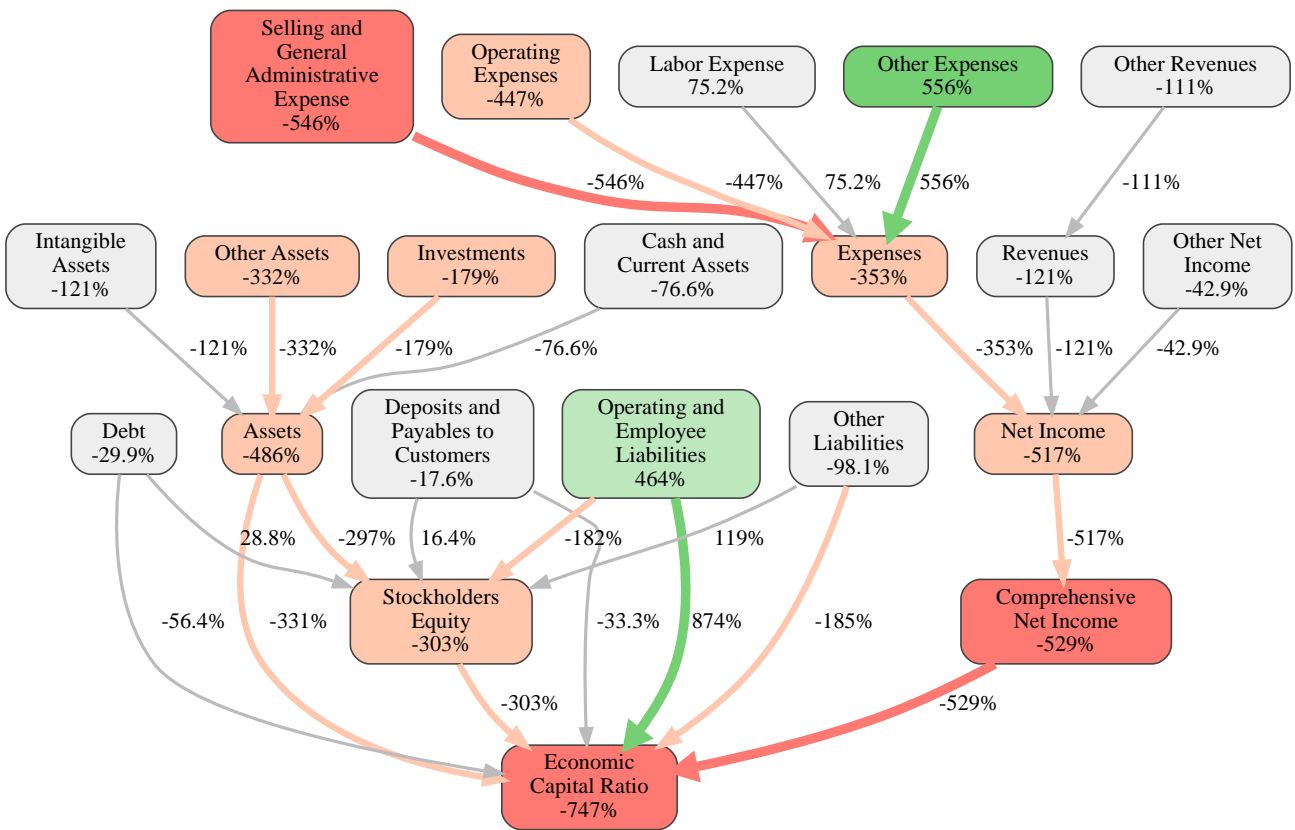 Selling and
General
Administrative
Expense
-546%
Operating
Expenses
-447%
Labor Expense
75.2%
Other Expenses
556%
Other Revenues
-111%
-546%
-447%
75.2%
556%
-111%
Intangible
Assets
-121%
Other Assets
-332%
Investments
-179%
Cash and
Current Assets
-76.6%
Expenses
-353%
Revenues
-121%
Other Net
Income
-42.9%
-121%
-332%
-179%
-76.6%
-353%
-121%
-42.9%
Debt
-29.9%
Assets
-486%
Deposits and
Payables to
Customers
-17.6%
Operating and
Employee
Liabilities
464%
Other
Liabilities
-98.1%
Net Income
-517%
28.8%
-297%
16.4%
-182%
119%
-517%
Stockholders
Equity
-303%
Comprehensive
Net Income
-529%
-56.4%
-331%
-33.3%
874%
-185%
-303%
-529%
Economic
Capital Ratio
-747%